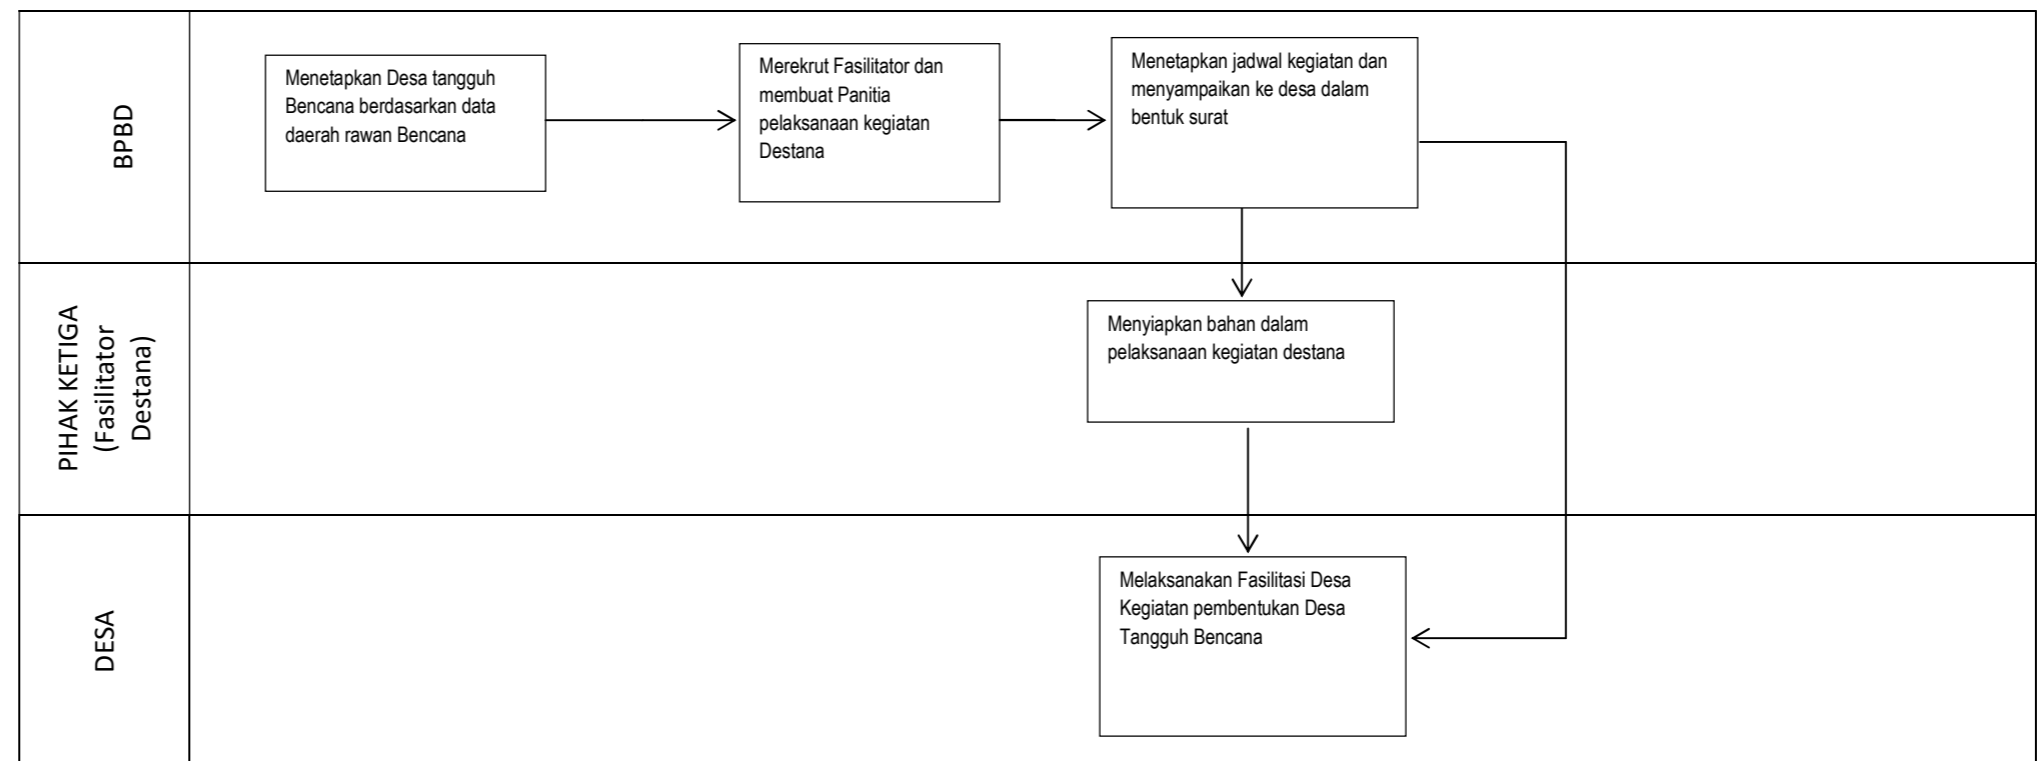 BPBD
Menetapkan Desa tangguh
Bencana berdasarkan data
daerah rawan Bencana
Merekrut Fasilitator dan
membuat Panitia
pelaksanaan kegiatan
Destana
Menetapkan jadwal kegiatan dan
menyampaikan ke desa dalam
bentuk surat
PIHAK KETIGA
(Fasilitator
Destana)
Menyiapkan bahan dalam
pelaksanaan kegiatan destana
DESA
Melaksanakan Fasilitasi Desa
Kegiatan pembentukan Desa
Tangguh Bencana